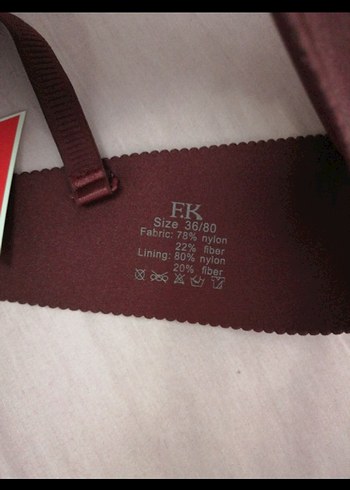 F.K
Size 36/80
Fabric: 78% nylon
22% fiber
Lining: 80% nylon
20% fiber